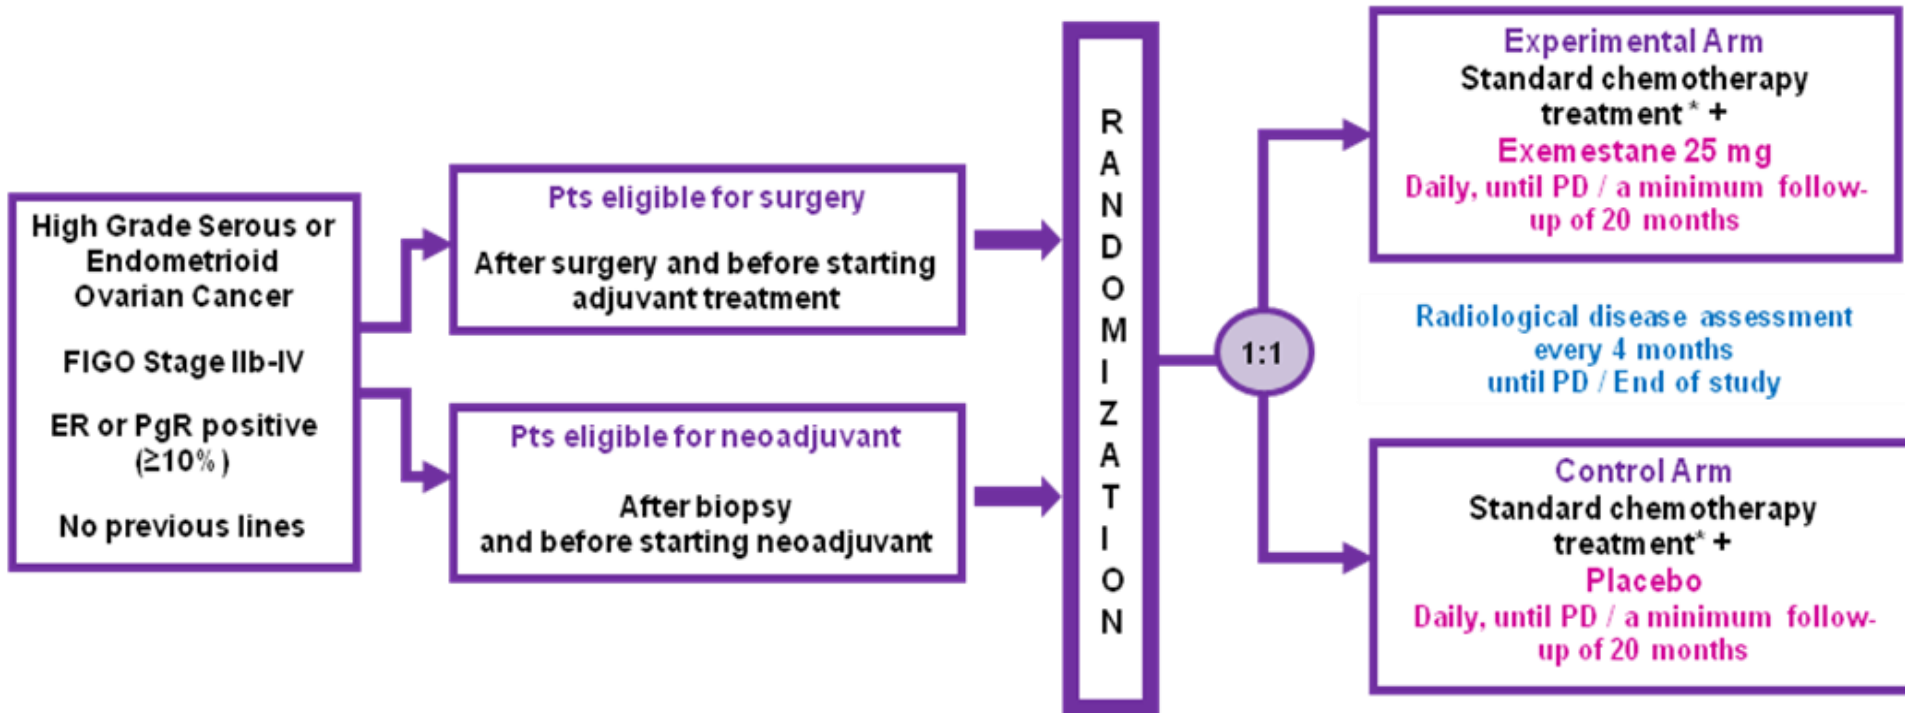 High Grade Serous or
Endometrioid
Ovarian Cancer
FIGO Stage IIb-IV
ER or PgR positive
(≥10%)
No previous lines
Pts eligible for surgery
After surgery and before starting
adjuvant treatment
Pts eligible for neoadjuvant
After biopsy
and before starting neoadjuvant
RANDOMIZATION
1:1
Experimental Arm
Standard chemotherapy
treatment* +
Exemestane 25 mg
Daily, until PD / a minimum follow-
up of 20 months
Radiological disease assessment
every 4 months
until PD / End of study
Control Arm
Standard chemotherapy
treatment* +
Placebo
Daily, until PD / a minimum follow-
up of 20 months